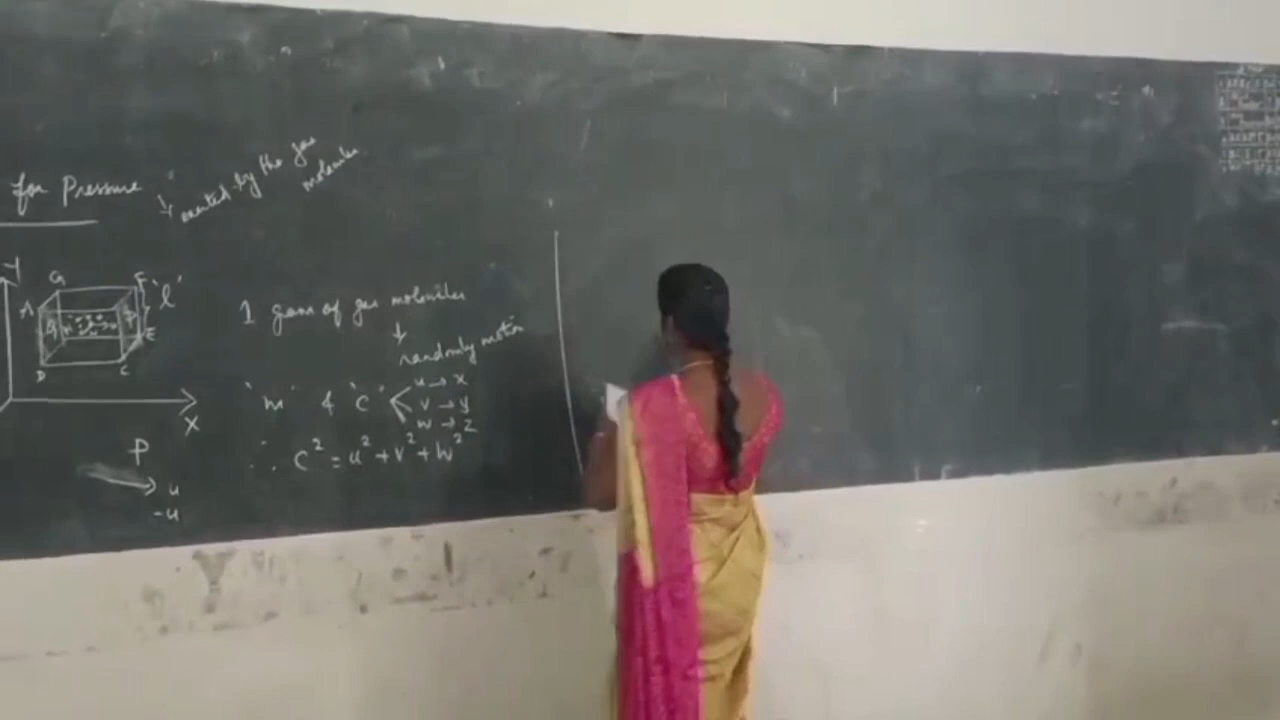 for Pressure
↳ exerted by the gas
molecules
Y
G F 'l'
A
E
D C
X
1 gram of gas molecules
↓
randomly motion
'm' & 'c' < u → x
v → y
w → z
∴ c² = u² + v² + w²
P
→ u
-u